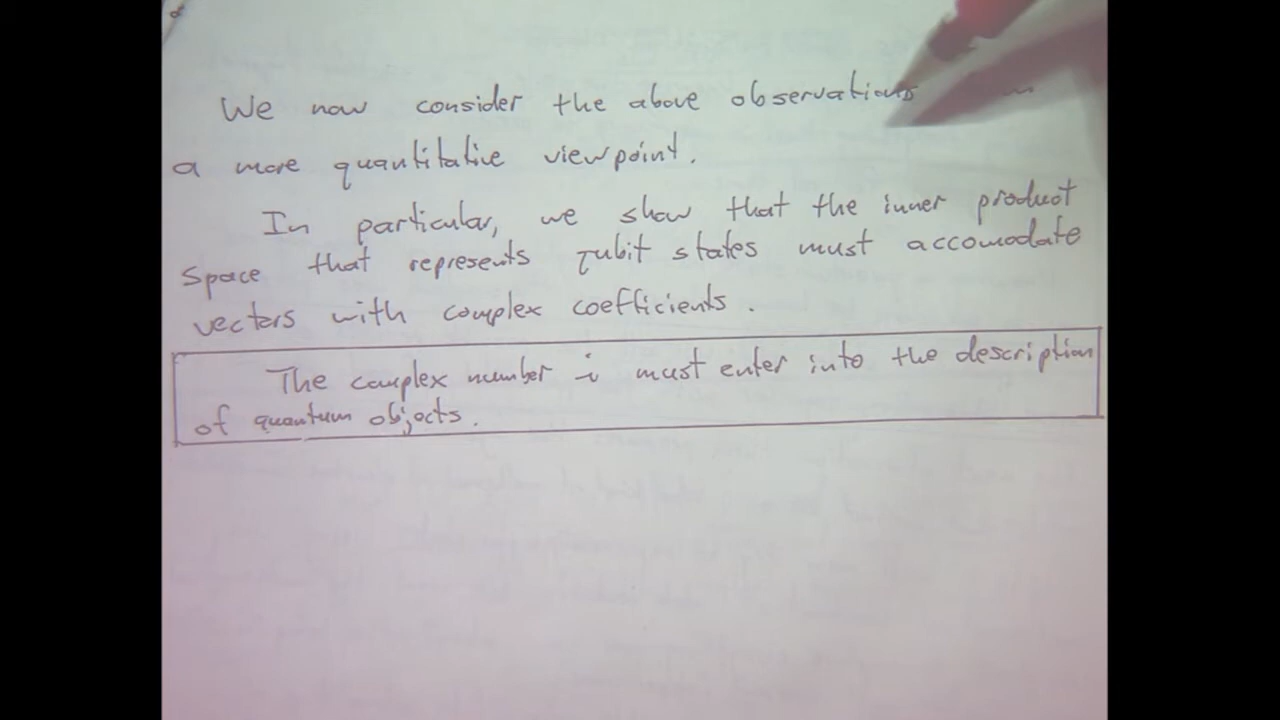 We now consider the above observations
a more quantitative viewpoint.
In particular, we show that the inner product
space that represents qubit states must accomodate
vectors with complex coefficients.
The complex number i must enter into the description
of quantum objects.